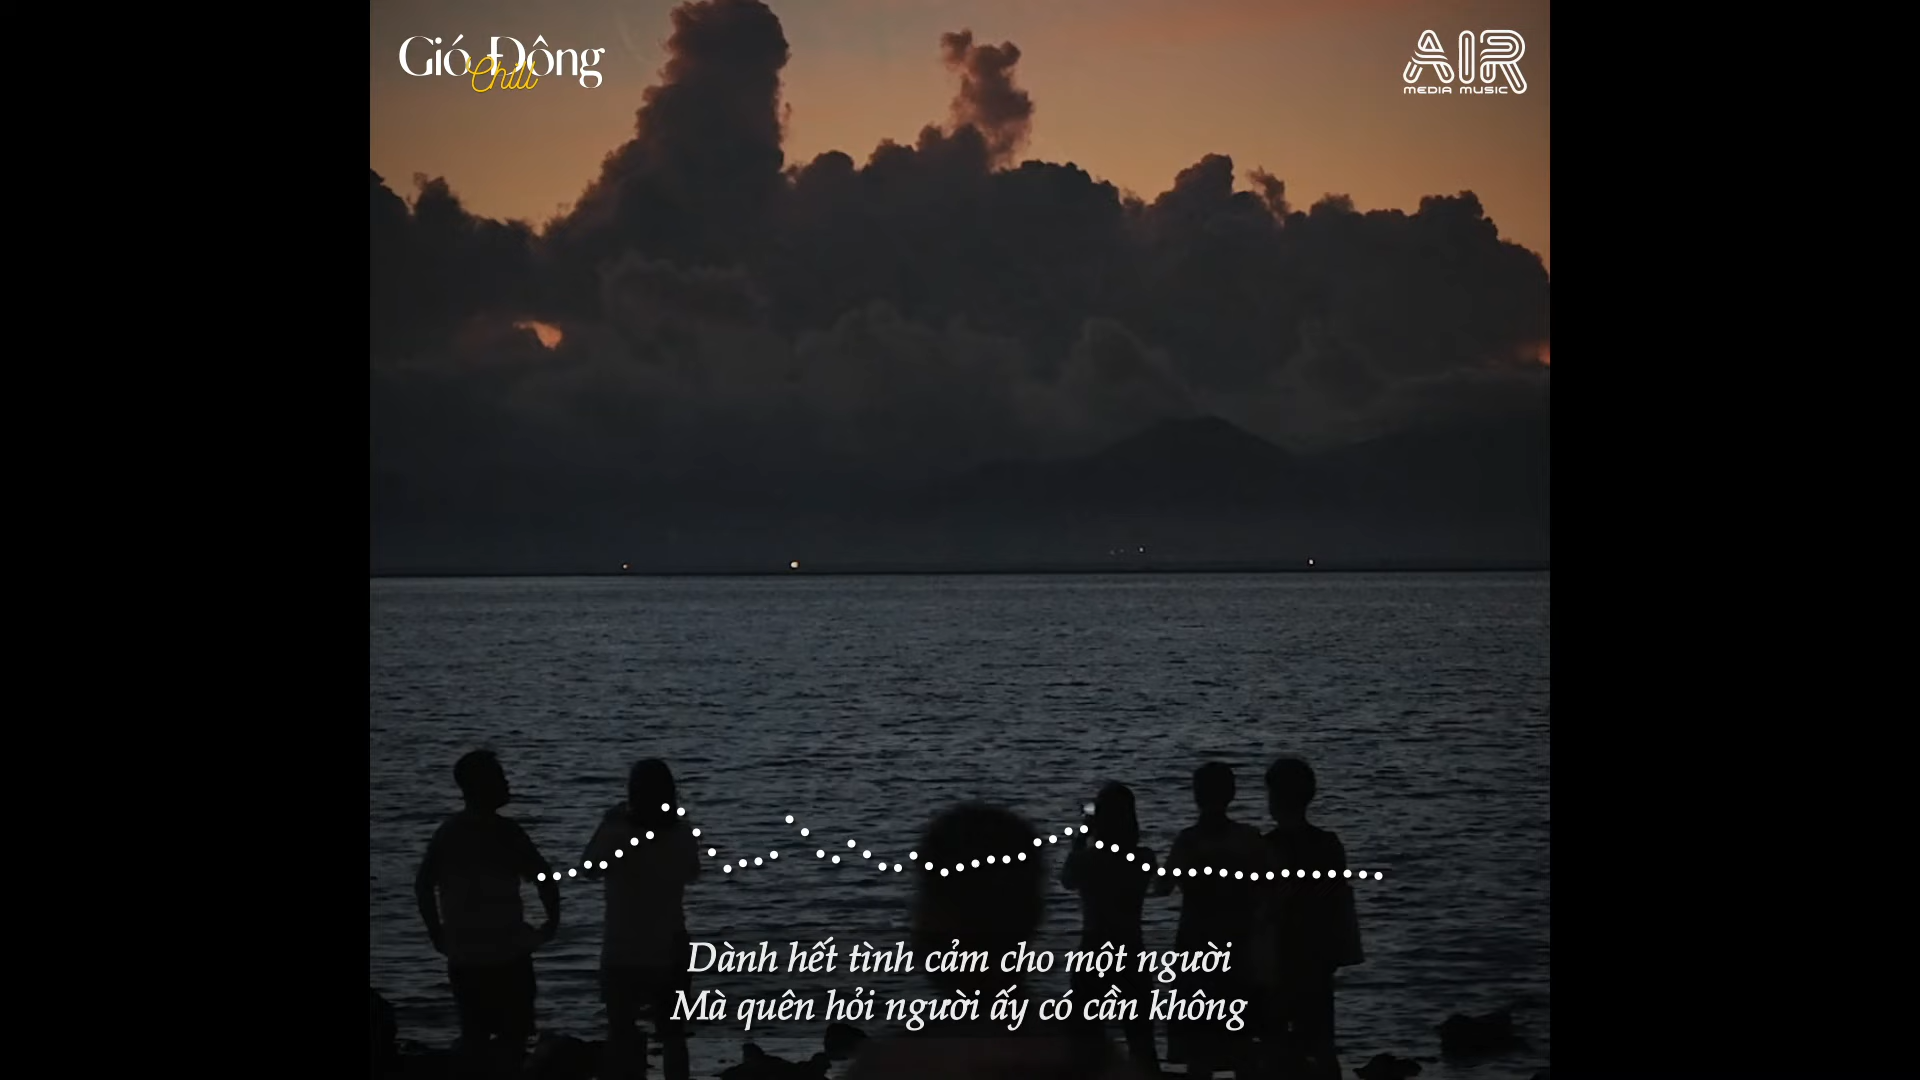 Gió Đông
Chill
AIR
MEDIA MUSIC
Dành hết tình cảm cho một người
Mà quên hỏi người ấy có cần không